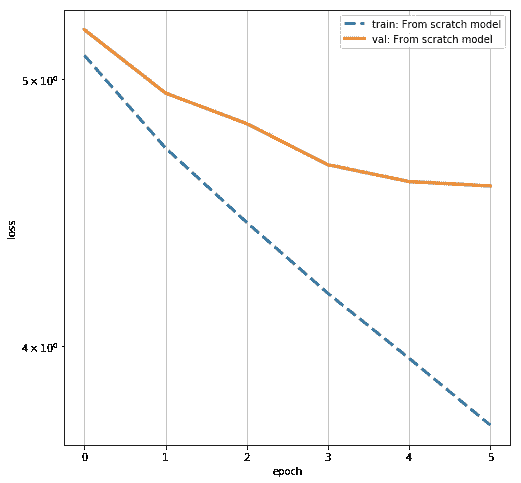 train: From scratch model
val: From scratch model
5 × 10⁰
loss
4 × 10⁰
0 1 2 3 4 5
epoch